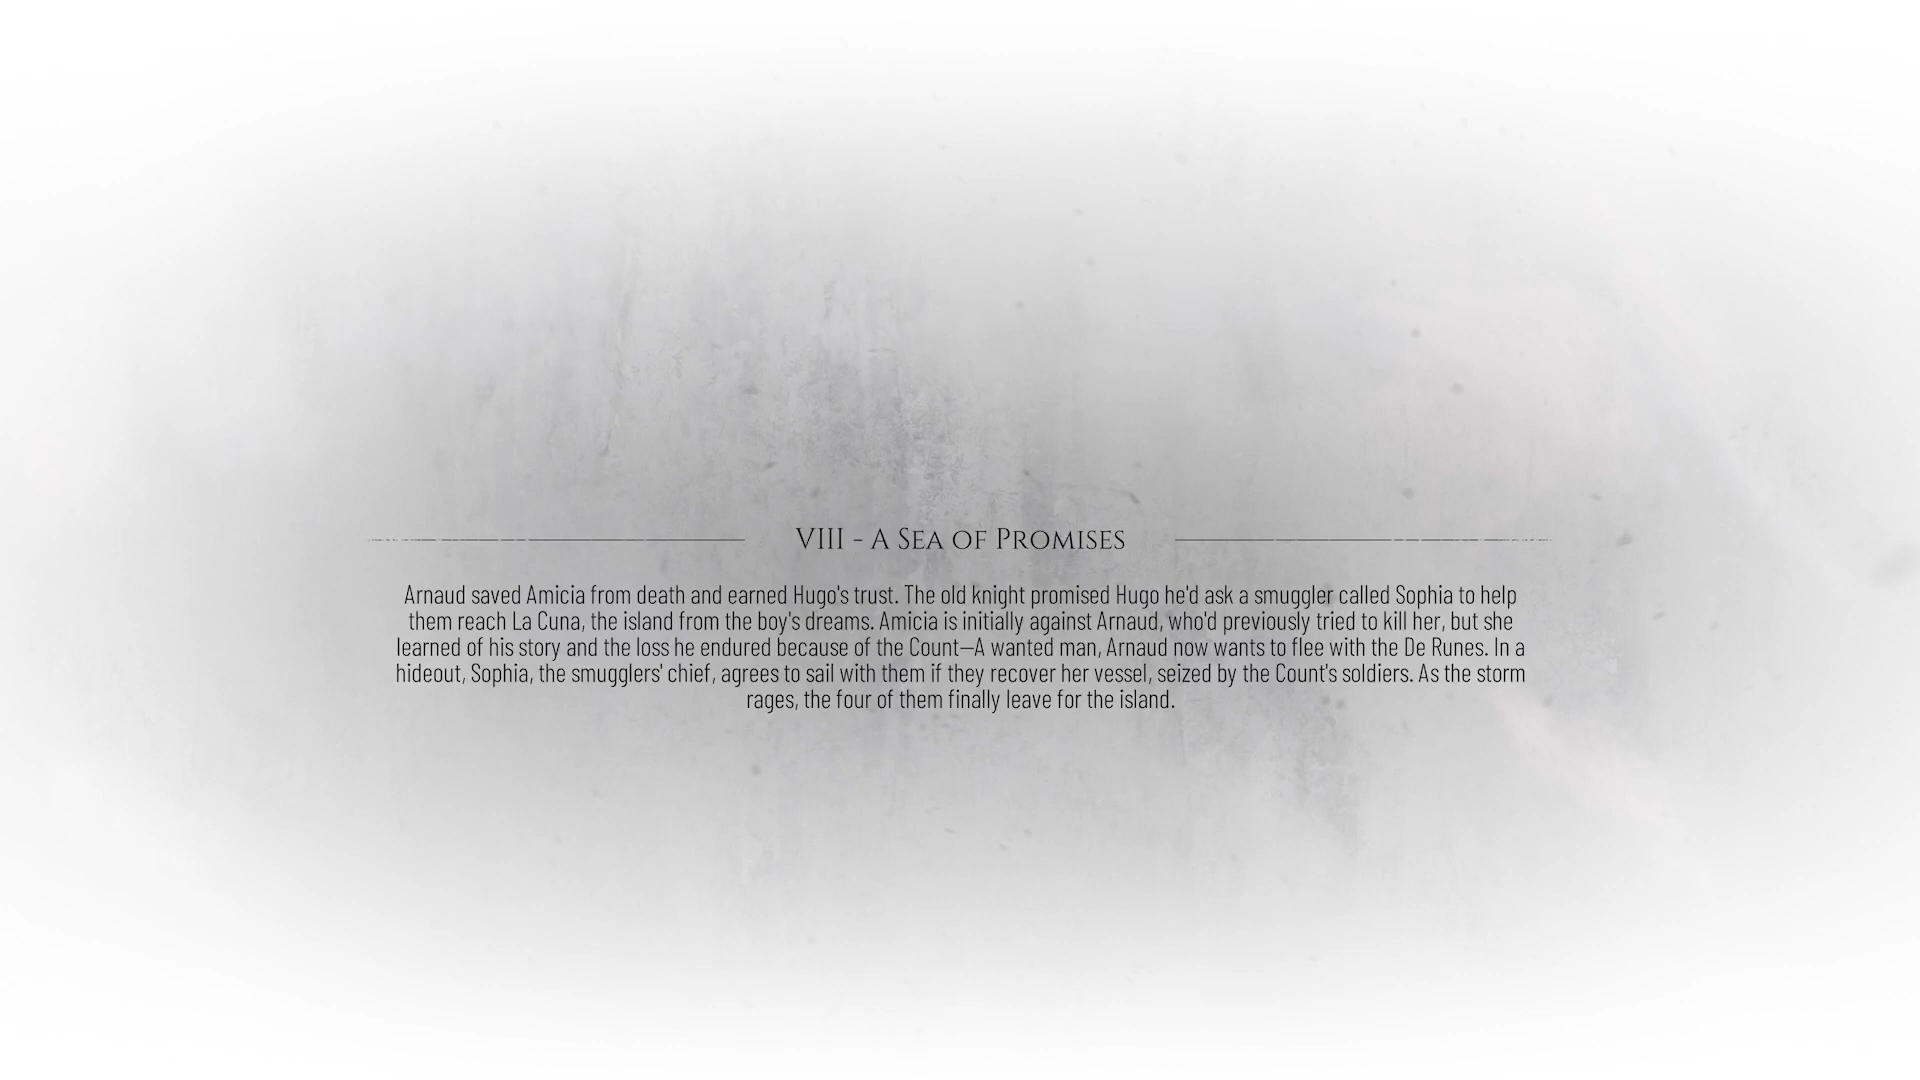 VIII - A Sea of Promises
Arnaud saved Amicia from death and earned Hugo's trust. The old knight promised Hugo he'd ask a smuggler called Sophia to help
them reach La Cuna, the island from the boy's dreams. Amicia is initially against Arnaud, who'd previously tried to kill her, but she
learned of his story and the loss he endured because of the Count—A wanted man, Arnaud now wants to flee with the De Runes. In a
hideout, Sophia, the smugglers' chief, agrees to sail with them if they recover her vessel, seized by the Count's soldiers. As the storm
rages, the four of them finally leave for the island.